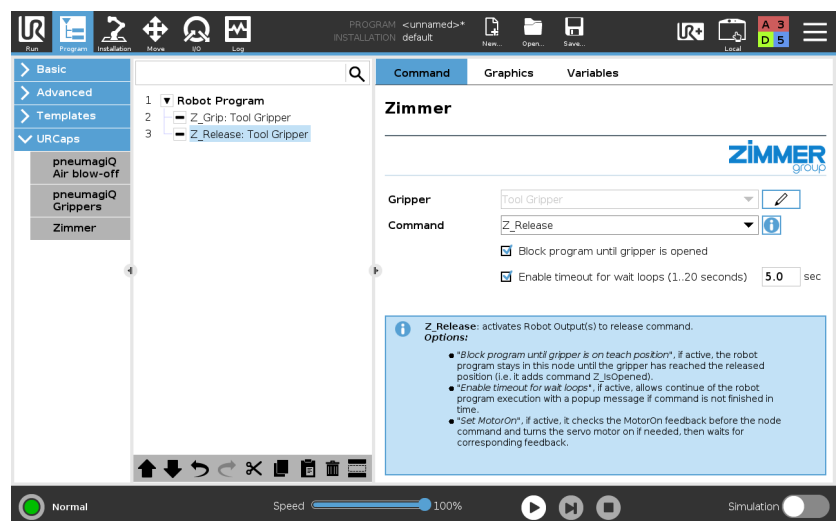 PROGRAM <unnamed>*
INSTALLATION default
Run
Program
Installation
Move
I/O
Log
New...
Open...
Save...
UR+
Local
A 3
D 5
Basic
Advanced
Templates
URCaps
pneumagiQ
Air blow-off
pneumagiQ
Grippers
Zimmer
1 Robot Program
2 Z_Grip: Tool Gripper
3 Z_Release: Tool Gripper
Command Graphics Variables
Zimmer
ZIMMER
group
Gripper Tool Gripper
Command Z_Release
Block program until gripper is opened
Enable timeout for wait loops (1..20 seconds) 5.0 sec
Z_Release: activates Robot Output(s) to release command.
Options:
● "Block program until gripper is on teach position", if active, the robot
program stays in this node until the gripper has reached the released
position (i.e. it adds command Z_IsOpened).
● "Enable timeout for wait loops", if active, allows continue of the robot
program execution with a popup message if command is not finished in
time.
● "Set MotorOn", if active, it checks the MotorOn feedback before the node
command and turns the servo motor on if needed, then waits for
corresponding feedback.
Normal
Speed 100%
Simulation